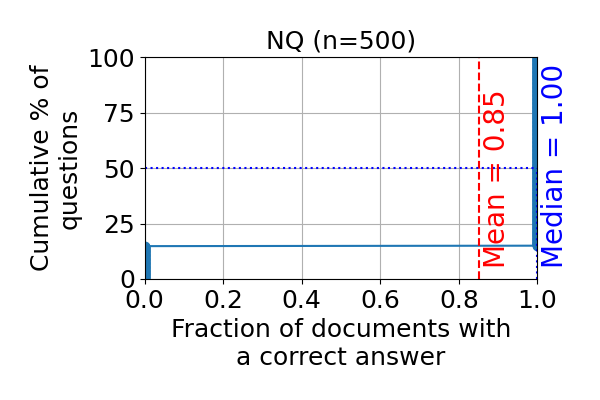 NQ (n=500)
Cumulative % of
questions
100
75
50
25
0
Mean = 0.85
Median = 1.00
0.0 0.2 0.4 0.6 0.8 1.0
Fraction of documents with
a correct answer